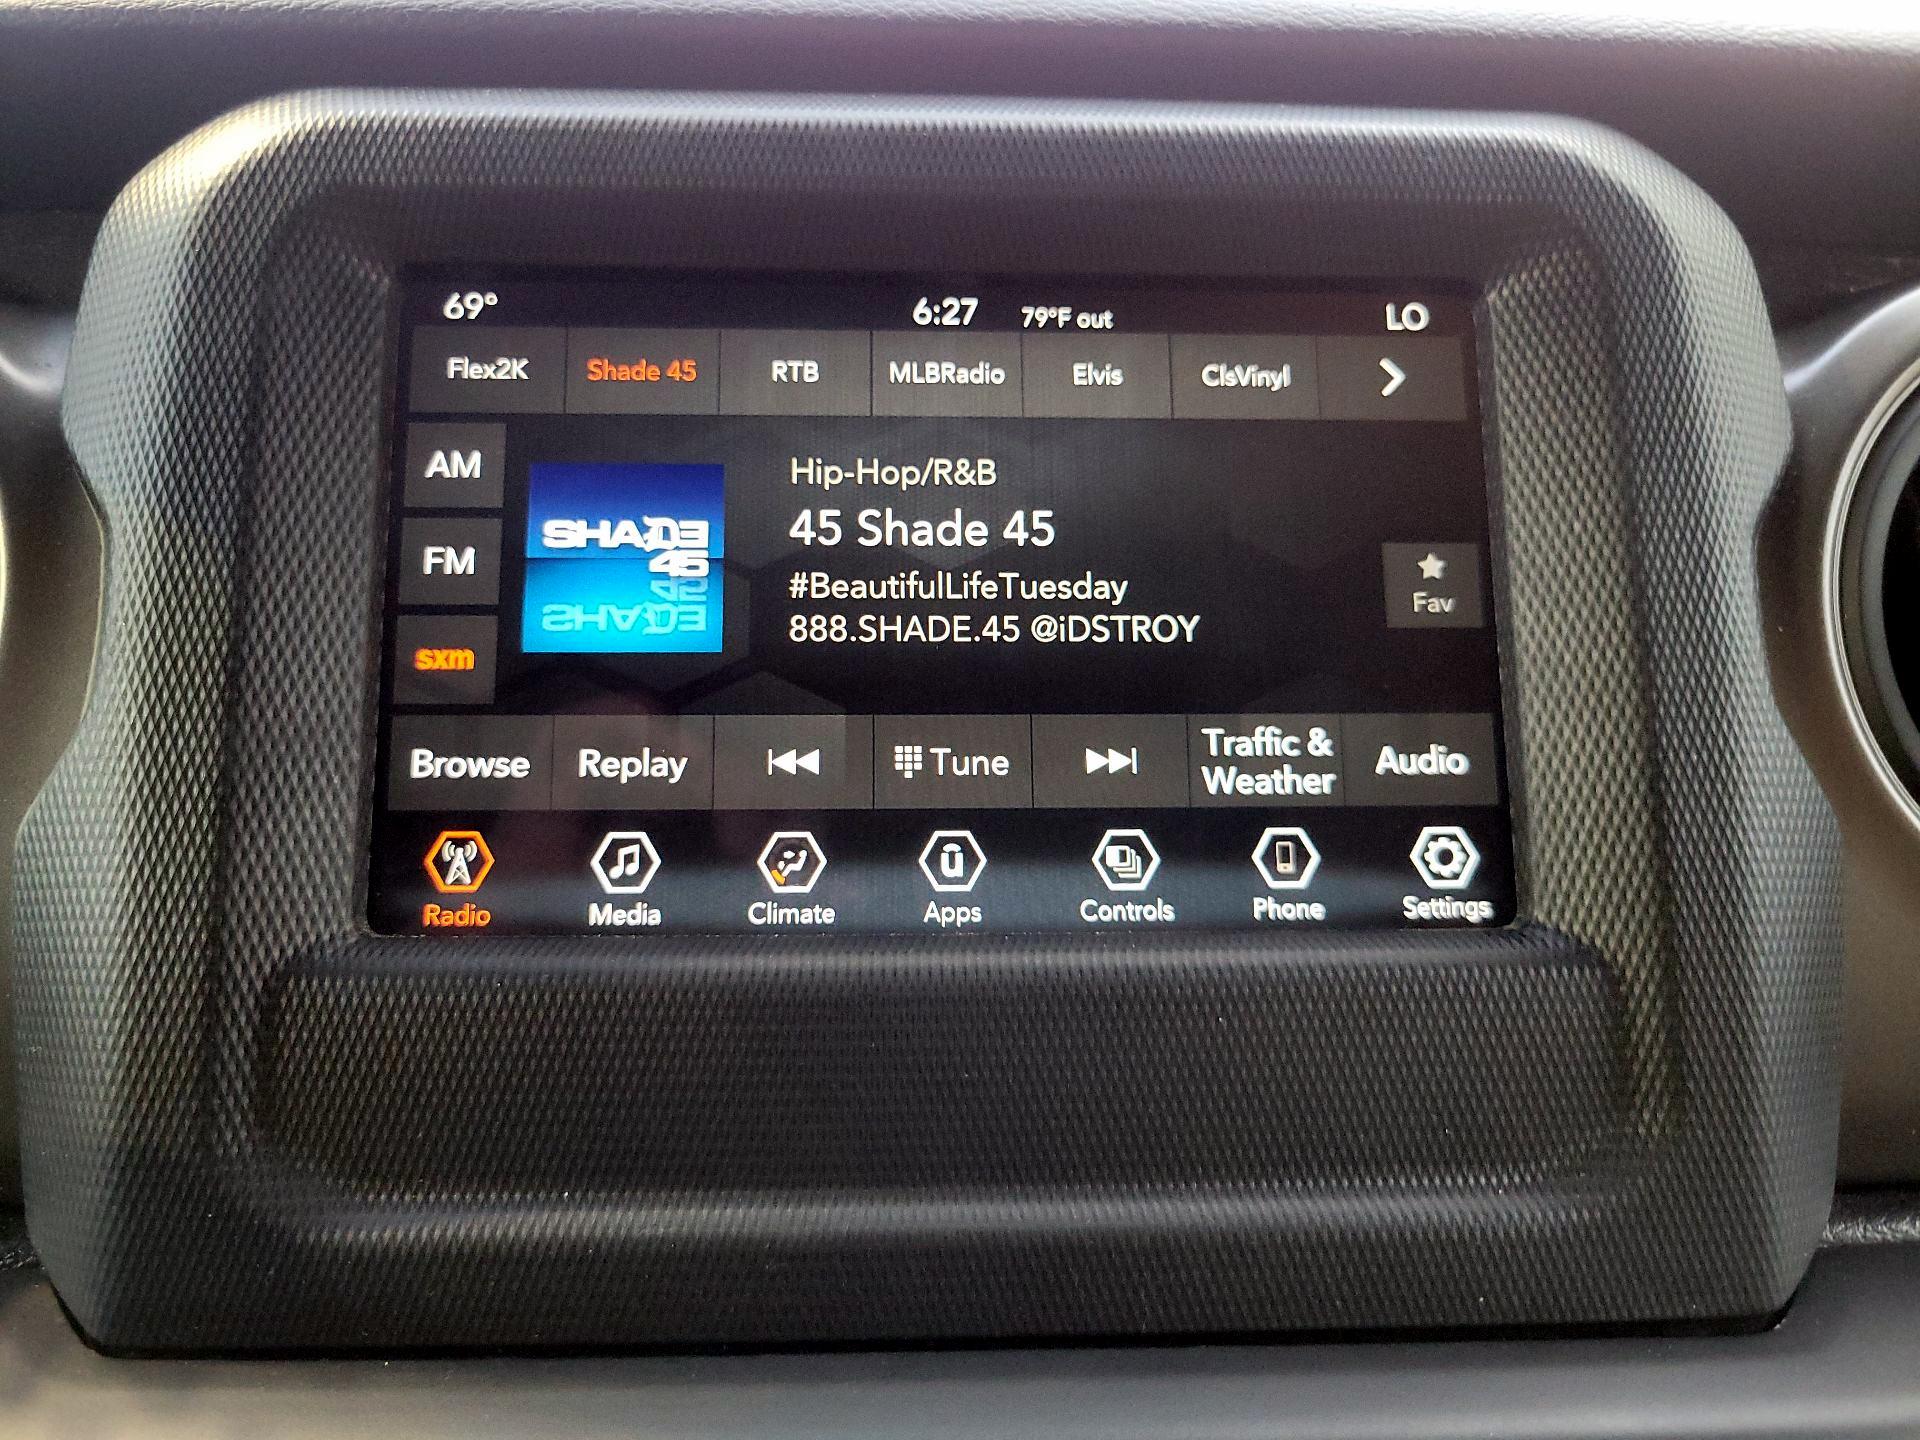 69°
6:27
79°F out
LO
Flex2K
Shade 45
RTB
MLBRadio
Elvis
ClsVinyl
AM
FM
sxm
SHADE
45
Hip-Hop/R&B
45 Shade 45
#BeautifulLifeTuesday
888.SHADE.45 @iDSTROY
Fav
Browse
Replay
Tune
Traffic &
Weather
Audio
Radio
Media
Climate
Apps
Controls
Phone
Settings